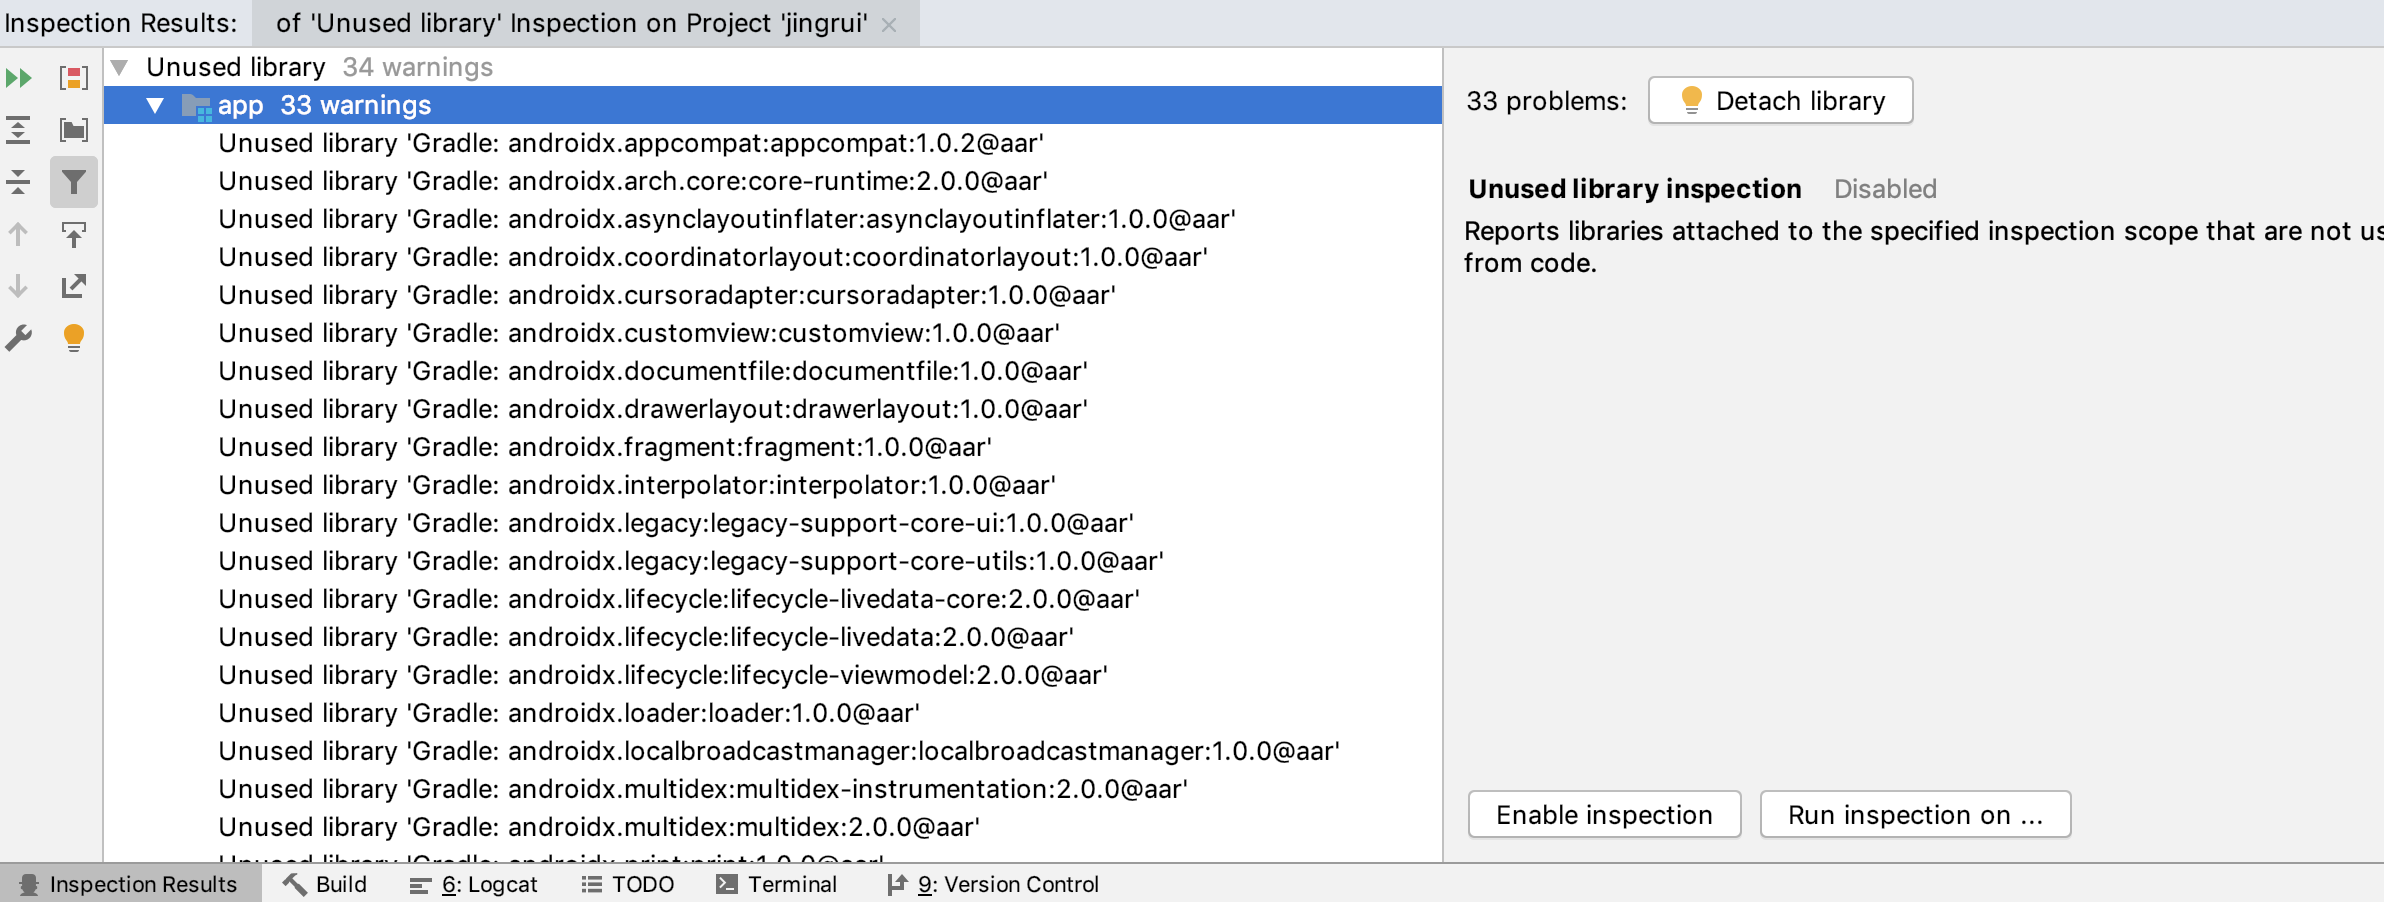 Inspection Results: of 'Unused library' Inspection on Project 'jingrui'
Unused library 34 warnings
app 33 warnings
Unused library 'Gradle: androidx.appcompat:appcompat:1.0.2@aar'
Unused library 'Gradle: androidx.arch.core:core-runtime:2.0.0@aar'
Unused library 'Gradle: androidx.asynclayoutinflater:asynclayoutinflater:1.0.0@aar'
Unused library 'Gradle: androidx.coordinatorlayout:coordinatorlayout:1.0.0@aar'
Unused library 'Gradle: androidx.cursoradapter:cursoradapter:1.0.0@aar'
Unused library 'Gradle: androidx.customview:customview:1.0.0@aar'
Unused library 'Gradle: androidx.documentfile:documentfile:1.0.0@aar'
Unused library 'Gradle: androidx.drawerlayout:drawerlayout:1.0.0@aar'
Unused library 'Gradle: androidx.fragment:fragment:1.0.0@aar'
Unused library 'Gradle: androidx.interpolator:interpolator:1.0.0@aar'
Unused library 'Gradle: androidx.legacy:legacy-support-core-ui:1.0.0@aar'
Unused library 'Gradle: androidx.legacy:legacy-support-core-utils:1.0.0@aar'
Unused library 'Gradle: androidx.lifecycle:lifecycle-livedata-core:2.0.0@aar'
Unused library 'Gradle: androidx.lifecycle:lifecycle-livedata:2.0.0@aar'
Unused library 'Gradle: androidx.lifecycle:lifecycle-viewmodel:2.0.0@aar'
Unused library 'Gradle: androidx.loader:loader:1.0.0@aar'
Unused library 'Gradle: androidx.localbroadcastmanager:localbroadcastmanager:1.0.0@aar'
Unused library 'Gradle: androidx.multidex:multidex-instrumentation:2.0.0@aar'
Unused library 'Gradle: androidx.multidex:multidex:2.0.0@aar'
Unused library 'Gradle: androidx.print:print:1.0.0@aar'
33 problems: Detach library
Unused library inspection Disabled
Reports libraries attached to the specified inspection scope that are not us
from code.
Enable inspection Run inspection on ...
Inspection Results Build 6: Logcat TODO Terminal 9: Version Control